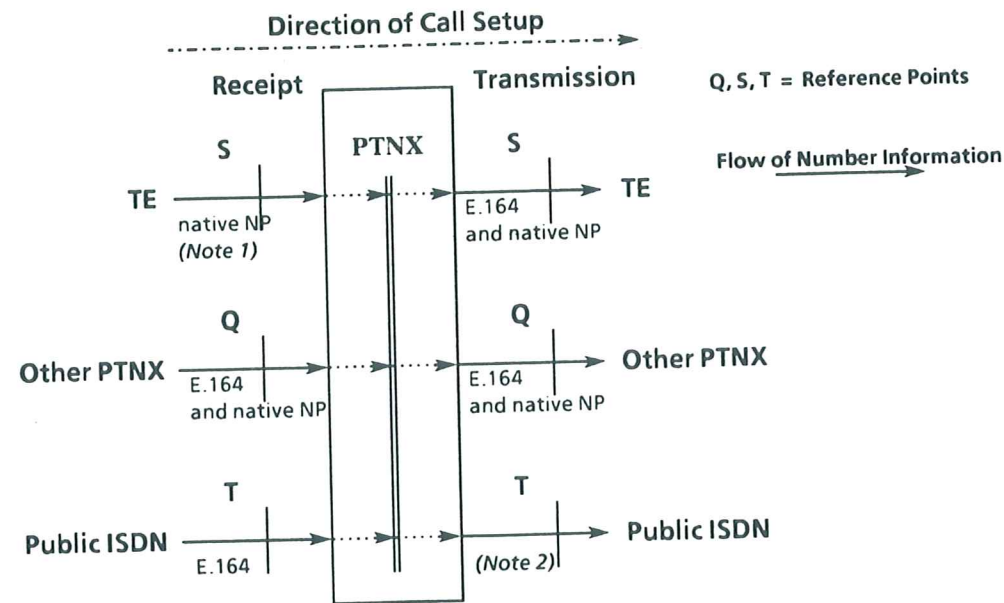 Direction of Call Setup
Receipt
Transmission
Q, S, T = Reference Points
S
PTNX
S
Flow of Number Information
TE
TE
native NP
(Note 1)
E.164
and native NP
Q
Q
Other PTNX
Other PTNX
E.164
and native NP
E.164
and native NP
T
T
Public ISDN
Public ISDN
E.164
(Note 2)